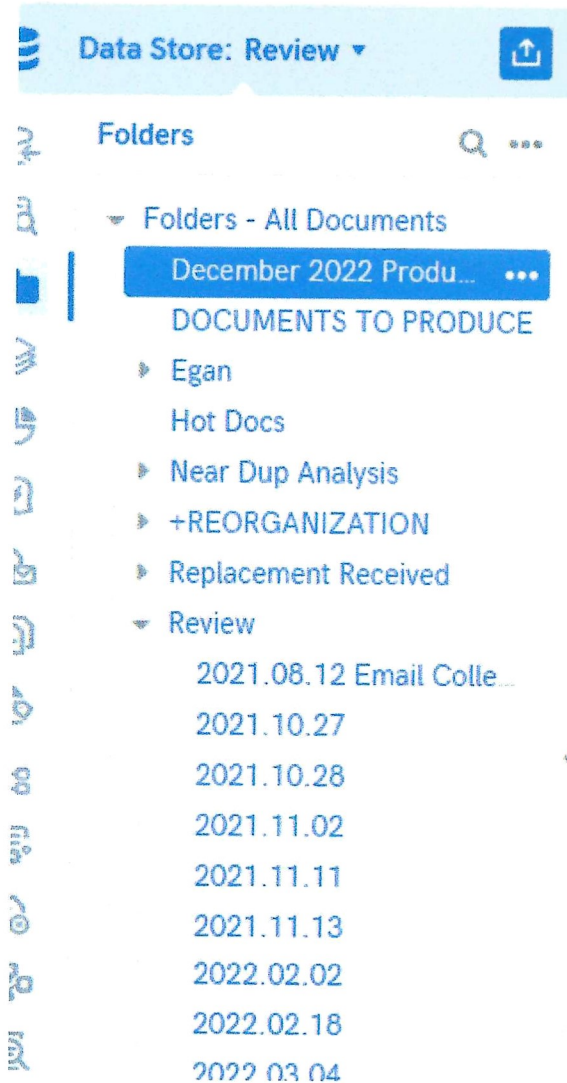 Data Store: Review
Folders
Folders - All Documents
December 2022 Produ...
DOCUMENTS TO PRODUCE
Egan
Hot Docs
Near Dup Analysis
+REORGANIZATION
Replacement Received
Review
2021.08.12 Email Colle...
2021.10.27
2021.10.28
2021.11.02
2021.11.11
2021.11.13
2022.02.02
2022.02.18
2022.03.04